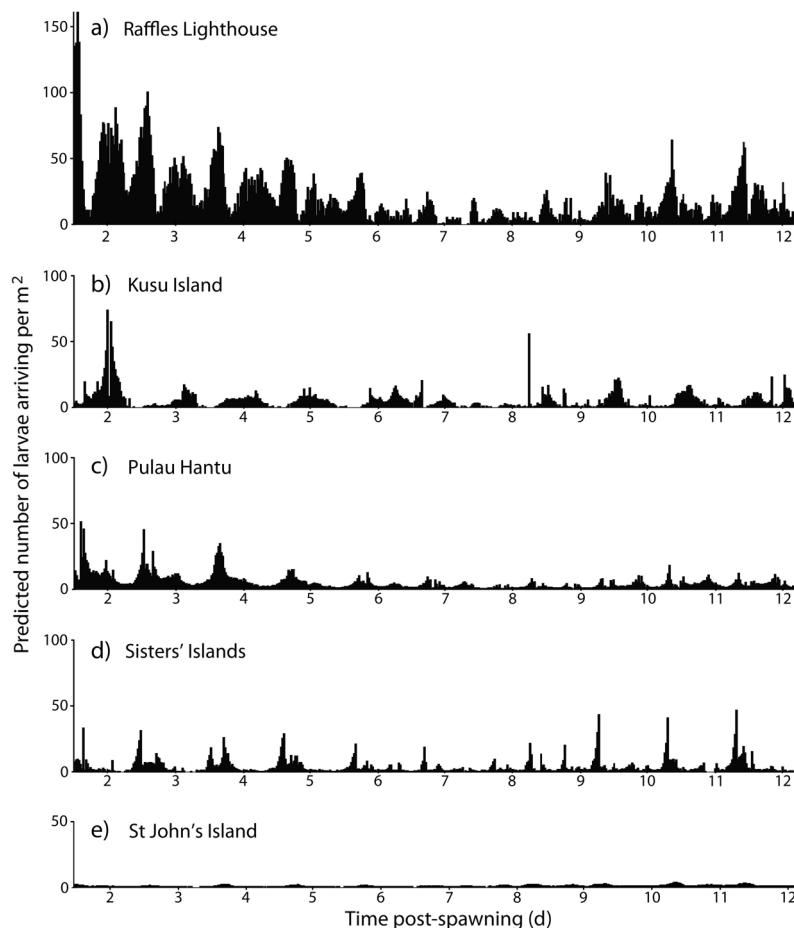 a) Raffles Lighthouse
150
100
50
0
2 3 4 5 6 7 8 9 10 11 12
b) Kusu Island
100
50
0
2 3 4 5 6 7 8 9 10 11 12
c) Pulau Hantu
100
50
0
2 3 4 5 6 7 8 9 10 11 12
d) Sisters’ Islands
100
50
0
2 3 4 5 6 7 8 9 10 11 12
e) St John’s Island
50
0
2 3 4 5 6 7 8 9 10 11 12
Time post-spawning (d)
Predicted number of larvae arriving per m²